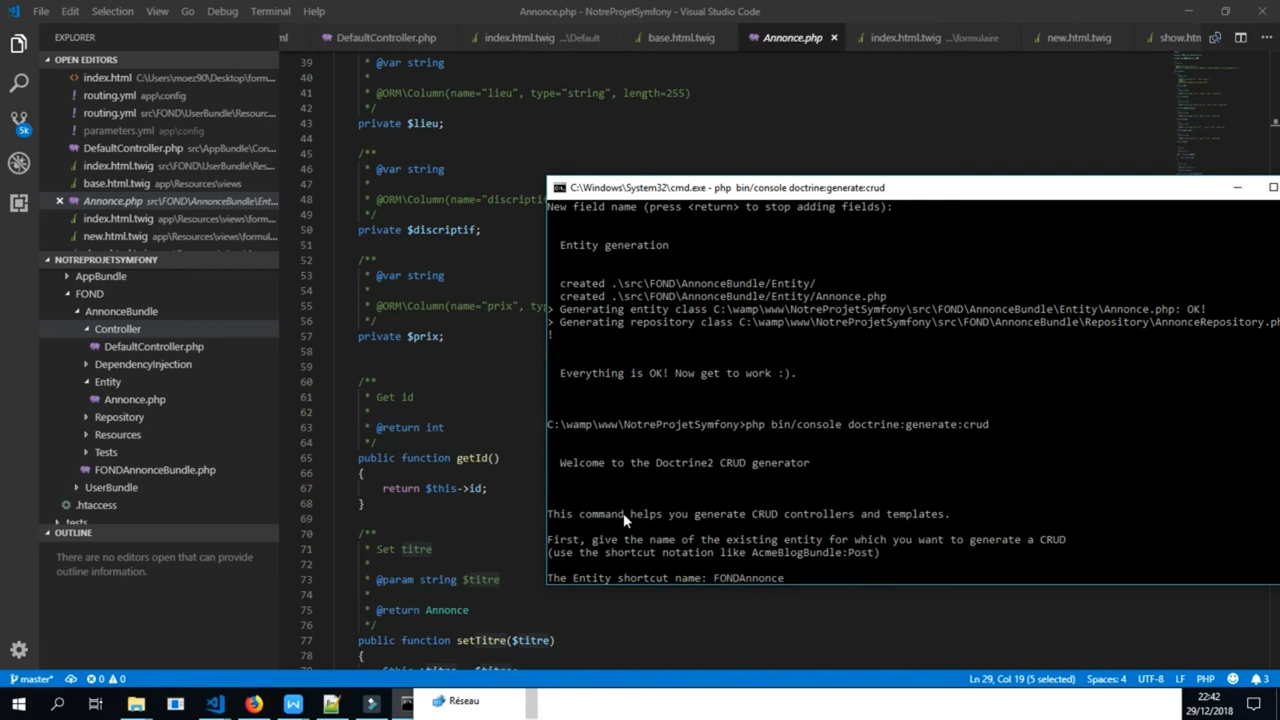 File Edit Selection View Go Debug Terminal Help
Annonce.php - NotreProjetSymfony - Visual Studio Code
EXPLORER
DefaultController.php
index.html.twig ...\Default
base.html.twig
Annonce.php
index.html.twig ...\formulaire
new.html.twig
show.htm
OPEN EDITORS
index.html C:\Users\moez90\Desktop\form...
routing.yml app\config
routing.yml src\FOND\UserBundle\Resourc...
parameters.yml app\config
DefaultController.php src\AppBundle\Con...
index.html.twig src\FOND\UserBundle\Res...
base.html.twig app\Resources\views
Annonce.php src\FOND\AnnonceBundle\Ent...
index.html.twig app\Resources\views\form...
new.html.twig app\Resources\views\formul...
NOTREPROJETSYMFONY
AppBundle
FOND
AnnonceBundle
Controller
DefaultController.php
DependencyInjection
Entity
Annonce.php
Repository
Resources
Tests
FONDAnnonceBundle.php
UserBundle
.htaccess
tests
OUTLINE
There are no editors open that can provide
outline information.
39 * @var string
40 *
41 * @ORM\Column(name="lieu", type="string", length=255)
42 */
43 private $lieu;
44
45 /**
46 * @var string
47 *
48 * @ORM\Column(name="discripti
49 */
50 private $discriptif;
51
52 /**
53 * @var string
54 *
55 * @ORM\Column(name="prix", ty
56 */
57 private $prix;
58
59
60 /**
61 * Get id
62 *
63 * @return int
64 */
65 public function getId()
66 {
67 return $this->id;
68 }
69
70 /**
71 * Set titre
72 *
73 * @param string $titre
74 *
75 * @return Annonce
76 */
77 public function setTitre($titre)
78 {
C:\Windows\System32\cmd.exe - php bin/console doctrine:generate:crud
New field name (press <return> to stop adding fields):
Entity generation
created .\src\FOND\AnnonceBundle/Entity/
created .\src\FOND\AnnonceBundle/Entity/Annonce.php
> Generating entity class C:\wamp\www\NotreProjetSymfony\src\FOND\AnnonceBundle\Entity\Annonce.php: OK!
> Generating repository class C:\wamp\www\NotreProjetSymfony\src\FOND\AnnonceBundle\Repository\AnnonceRepository.ph
!
Everything is OK! Now get to work :).
C:\wamp\www\NotreProjetSymfony>php bin/console doctrine:generate:crud
Welcome to the Doctrine2 CRUD generator
This command helps you generate CRUD controllers and templates.
First, give the name of the existing entity for which you want to generate a CRUD
(use the shortcut notation like AcmeBlogBundle:Post)
The Entity shortcut name: FONDAnnonce
5k
master* 0 0
Ln 29, Col 19 (5 selected) Spaces: 4 UTF-8 LF PHP 3
Réseau
22:42
29/12/2018